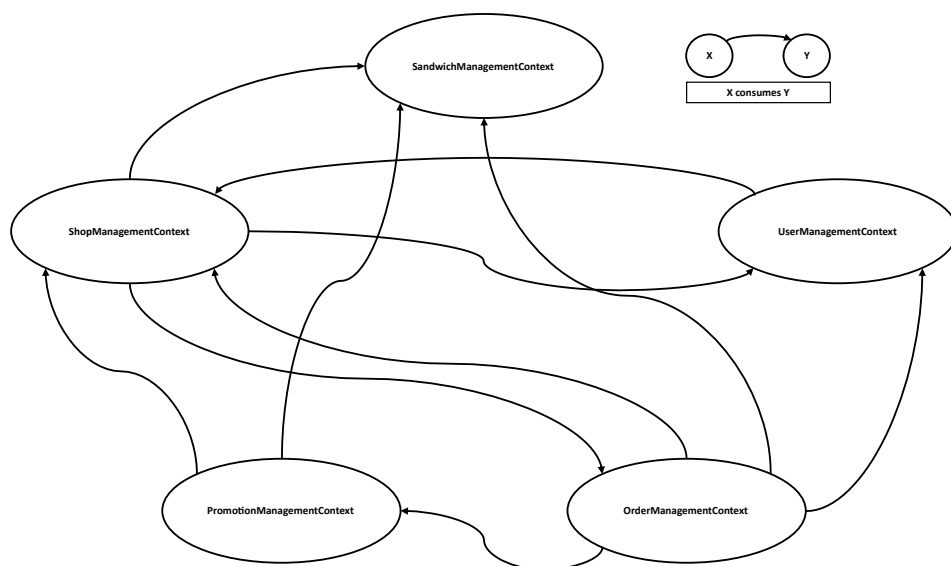 SandwichManagementContext
X
Y
X consumes Y
ShopManagementContext
UserManagementContext
PromotionManagementContext
OrderManagementContext